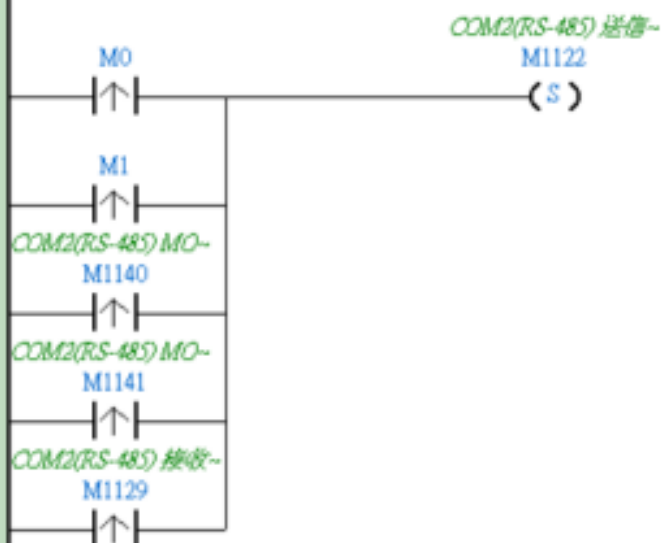 COM2(RS-485) 送信~
M0
M1122
S
M1
COM2(RS-485) MO~
M1140
COM2(RS-485) MO~
M1141
COM2(RS-485) 接收~
M1129